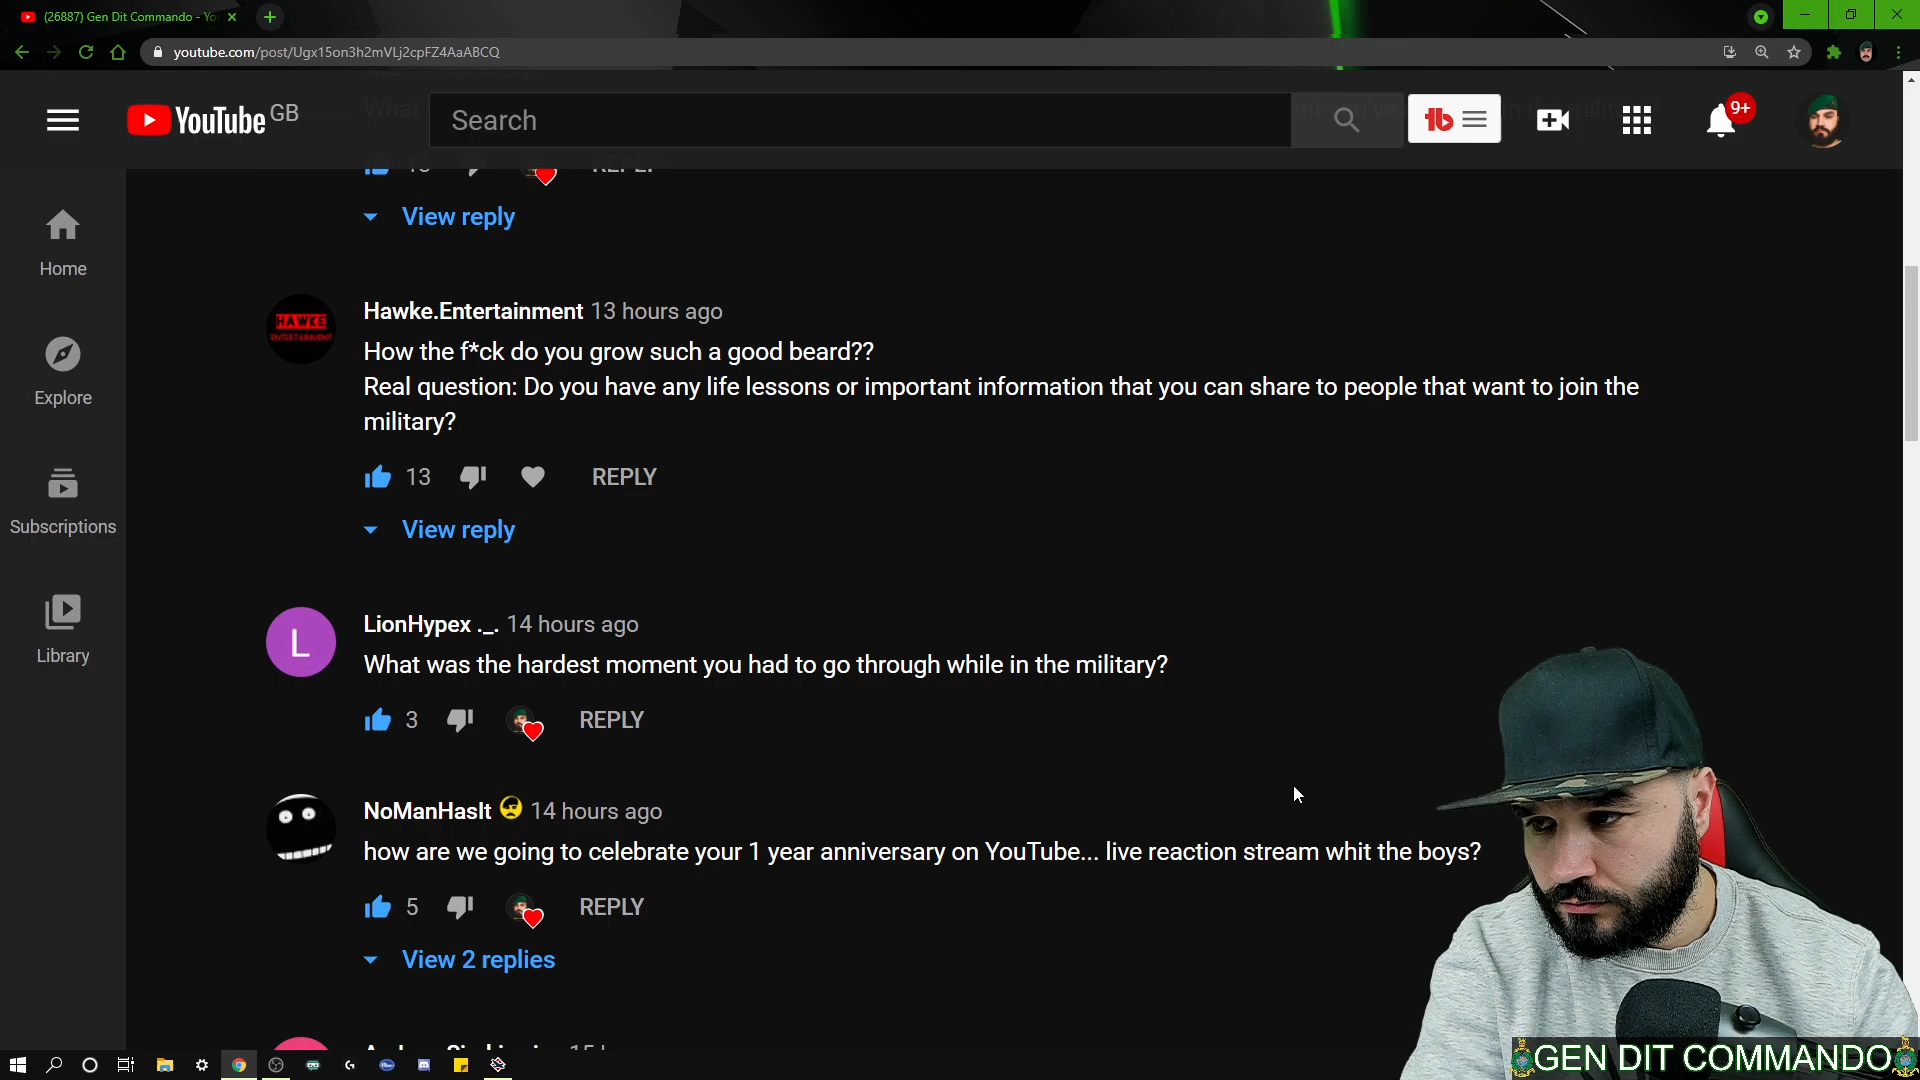 (26887) Gen Dit Commando - Yo
youtube.com/post/Ugx15on3h2mVLj2cpFZ4AaABCQ
YouTube GB
Search
9+
What
13 REPLY
View reply
Home
Explore
Subscriptions
Library
HAWKE
ENTERTAINMENT
Hawke.Entertainment 13 hours ago
How the f*ck do you grow such a good beard??
Real question: Do you have any life lessons or important information that you can share to people that want to join the
military?
13 REPLY
View reply
L
LionHypex ._. 14 hours ago
What was the hardest moment you had to go through while in the military?
3 REPLY
NoManHasIt 14 hours ago
how are we going to celebrate your 1 year anniversary on YouTube... live reaction stream whit the boys?
5 REPLY
View 2 replies
GEN DIT COMMANDO